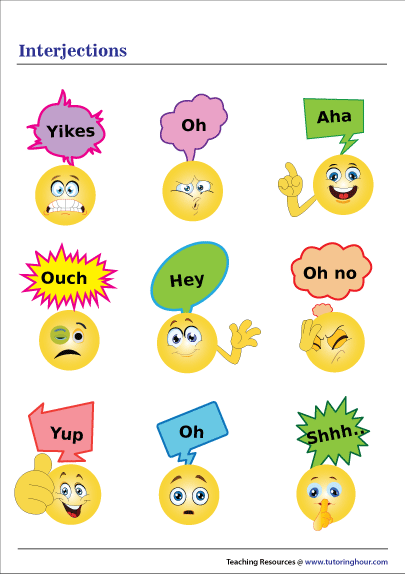 Interjections
Yikes
Oh
Aha
Ouch
Hey
Oh no
Yup
Oh
Shhh..
Teaching Resources @ www.tutoringhour.com